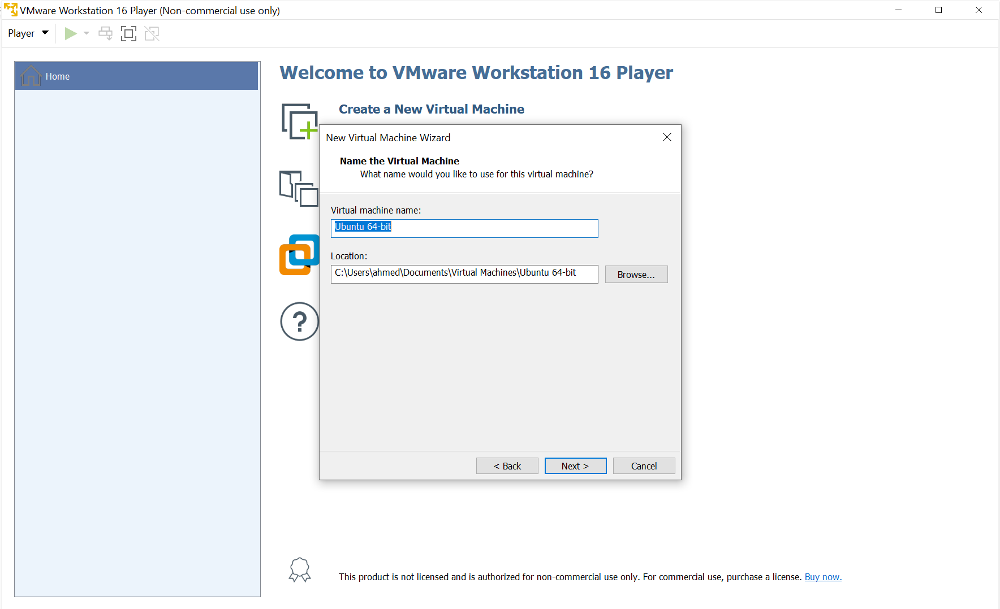 VMware Workstation 16 Player (Non-commercial use only)
Player
Home
Welcome to VMware Workstation 16 Player
Create a New Virtual Machine
New Virtual Machine Wizard
Name the Virtual Machine
What name would you like to use for this virtual machine?
Virtual machine name:
Ubuntu 64-bit
Location:
C:\Users\ahmed\Documents\Virtual Machines\Ubuntu 64-bit
Browse...
< Back
Next >
Cancel
This product is not licensed and is authorized for non-commercial use only. For commercial use, purchase a license. Buy now.